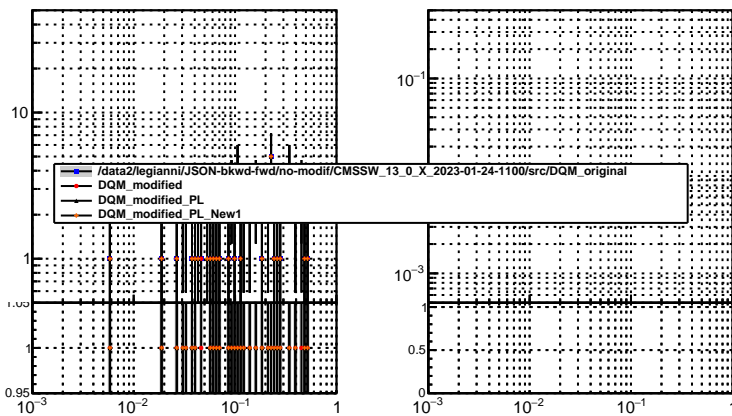 10
10⁻¹
/data2/legianni/JSON-bkwd-fwd/no-modif/CMSSW_13_0_X_2023-01-24-1100/src/DQM_original
DQM_modified
DQM_modified_PL
DQM_modified_PL_New1
1
10⁻³
1.05
1
1
0.5
0.95
0
10⁻³ 10⁻² 10⁻¹ 1
10⁻³ 10⁻² 10⁻¹ 1